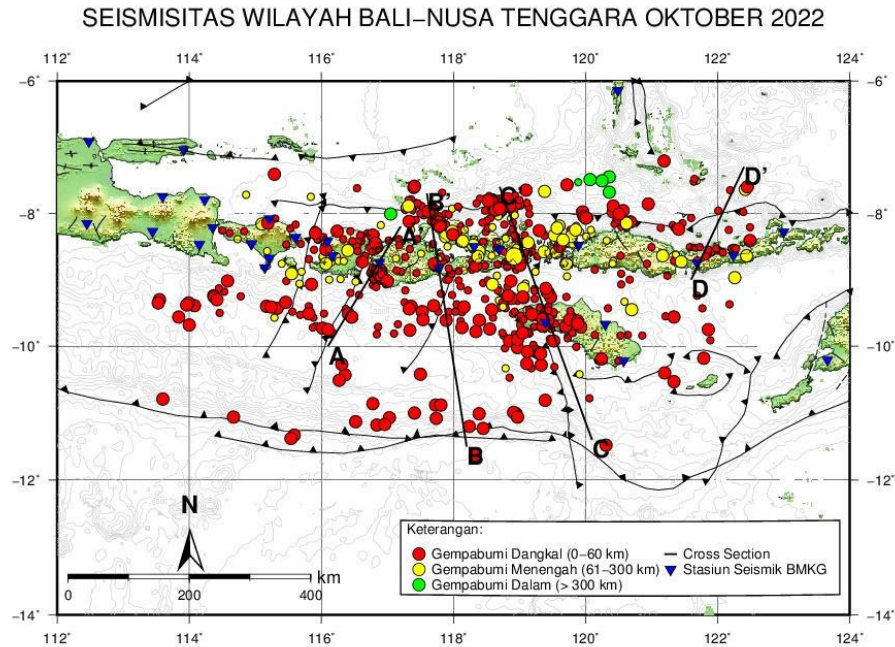 SEISMISITAS WILAYAH BALI−NUSA TENGGARA OKTOBER 2022
112˚ 114˚ 116˚ 118˚ 120˚ 122˚ 124˚
−6˚ −6˚
D'
B'
C'
−8˚ −8˚
A'
D
−10˚ −10˚
A
C
B
−12˚ −12˚
N
Keterangan:
Gempabumi Dangkal (0−60 km) Cross Section
Gempabumi Menengah (61−300 km) Stasiun Seismik BMKG
Gempabumi Dalam (> 300 km)
km
0 200 400
−14˚ −14˚
112˚ 114˚ 116˚ 118˚ 120˚ 122˚ 124˚